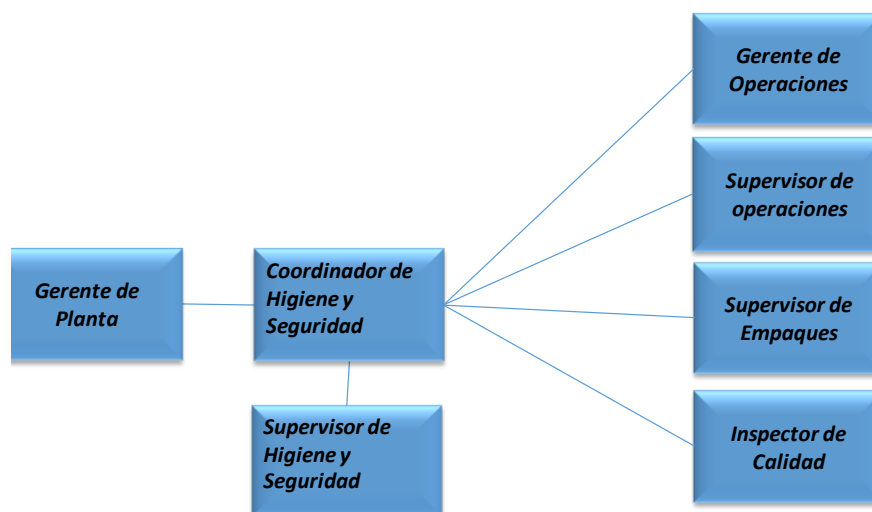 Gerente de
Operaciones
Supervisor de
operaciones
Gerente de
Planta
Coordinador de
Higiene y
Seguridad
Supervisor de
Empaques
Supervisor de
Higiene y
Seguridad
Inspector de
Calidad